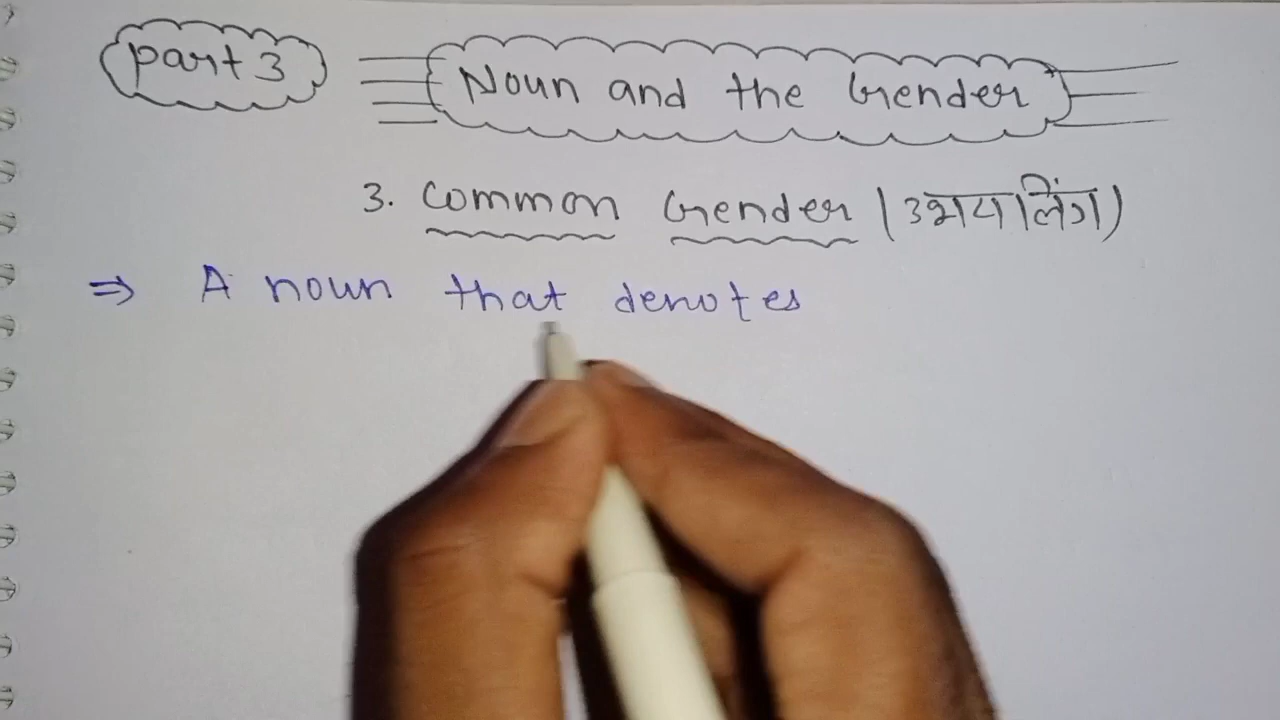 Part 3
Noun and the Gender
3. Common Gender (उभयलिंग)
⇒ A noun that denotes